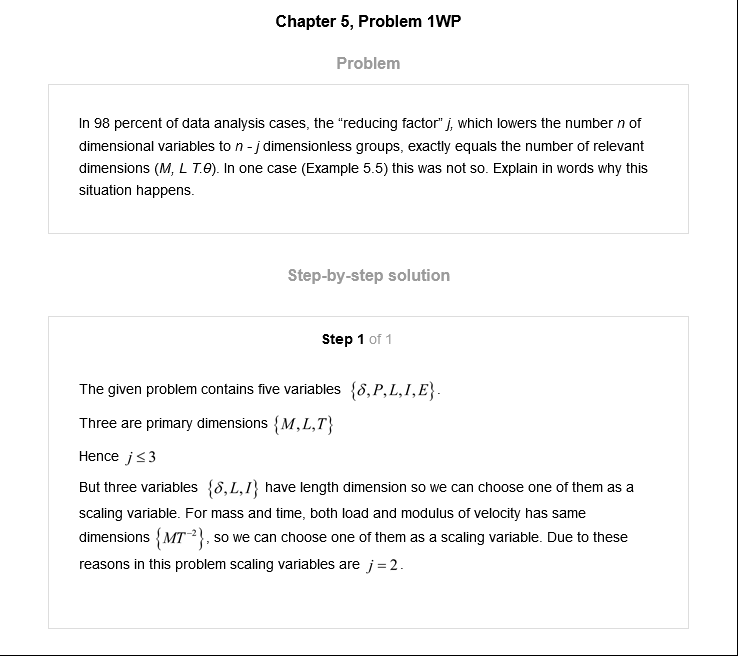 Chapter 5, Problem 1WP
Problem
In 98 percent of data analysis cases, the “reducing factor” j, which lowers the number n of
dimensional variables to n - j dimensionless groups, exactly equals the number of relevant
dimensions (M, L T.θ). In one case (Example 5.5) this was not so. Explain in words why this
situation happens.
Step-by-step solution
Step 1 of 1
The given problem contains five variables {δ,P,L,I,E}.
Three are primary dimensions {M,L,T}
Hence j≤3
But three variables {δ,L,I} have length dimension so we can choose one of them as a
scaling variable. For mass and time, both load and modulus of velocity has same
dimensions {MT⁻²}, so we can choose one of them as a scaling variable. Due to these
reasons in this problem scaling variables are j=2.